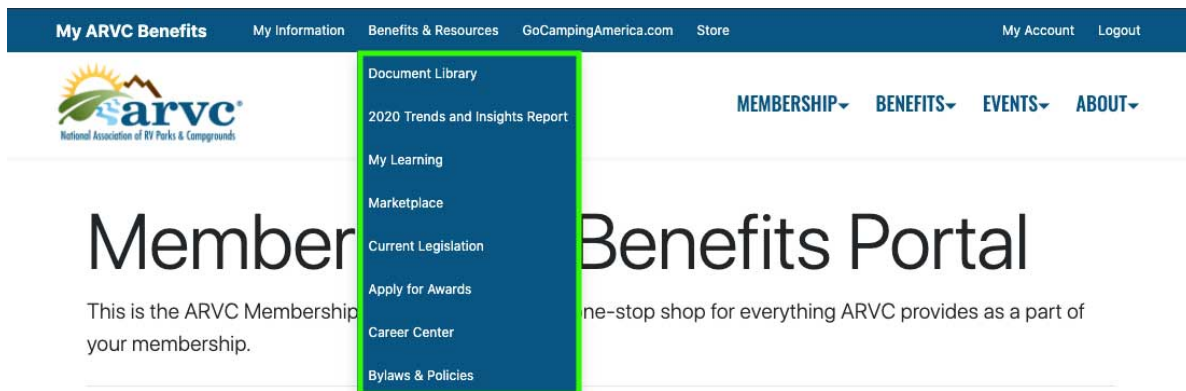 My ARVC Benefits My Information Benefits & Resources GoCampingAmerica.com Store My Account Logout
arvc®
National Association of RV Parks & Campgrounds
MEMBERSHIP BENEFITS EVENTS ABOUT
Document Library
2020 Trends and Insights Report
My Learning
Marketplace
Current Legislation
Apply for Awards
Career Center
Bylaws & Policies
Member Benefits Portal
This is the ARVC Membership ne-stop shop for everything ARVC provides as a part of
your membership.